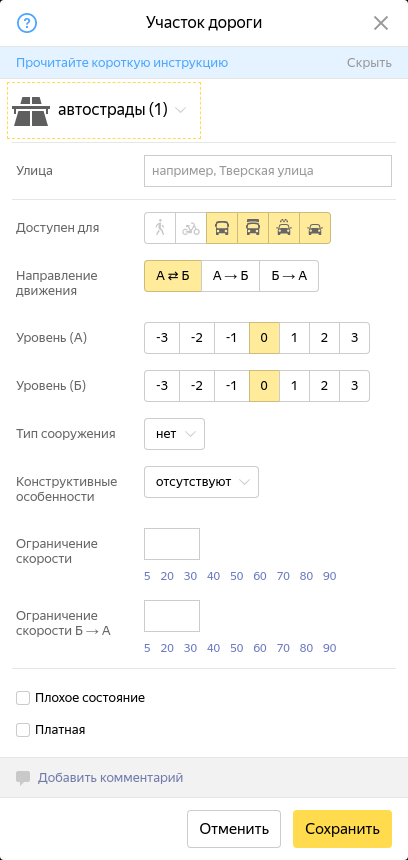 Участок дороги
Прочитайте короткую инструкцию Скрыть
автострады (1)
Улица например, Тверская улица
Доступен для
Направление
движения
А ⇄ Б А → Б Б → А
Уровень (А) -3 -2 -1 0 1 2 3
Уровень (Б) -3 -2 -1 0 1 2 3
Тип сооружения нет
Конструктивные
особенности
отсутствуют
Ограничение
скорости
5 20 30 40 50 60 70 80 90
Ограничение
скорости Б → А
5 20 30 40 50 60 70 80 90
Плохое состояние
Платная
Добавить комментарий
Отменить Сохранить